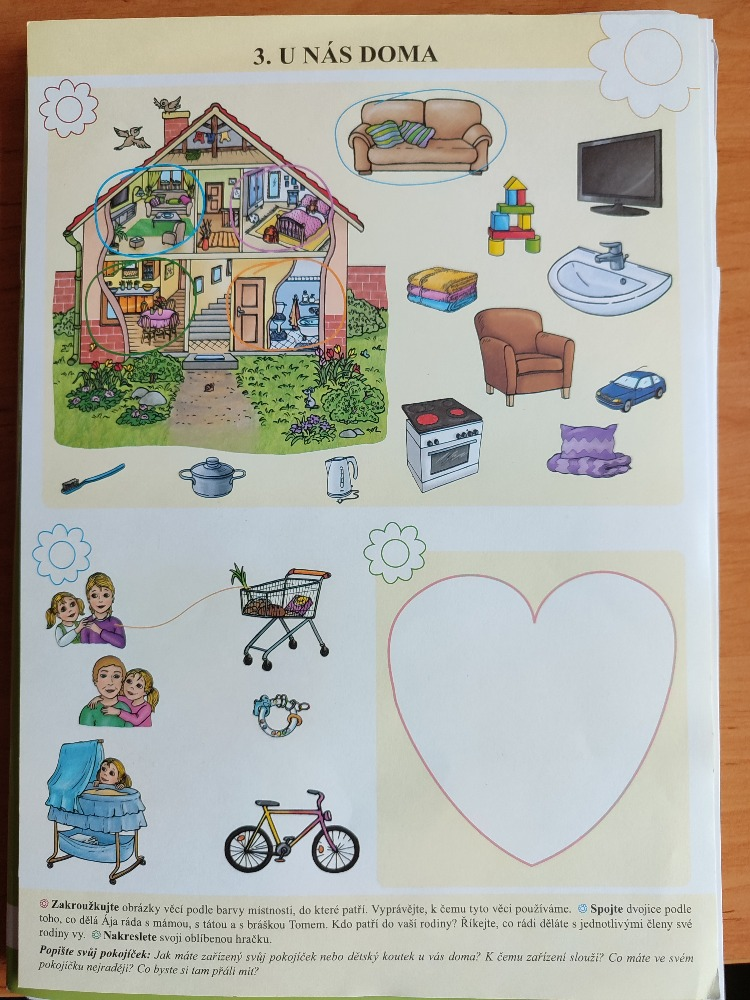 3. U NÁS DOMA
Zakroužkujte obrázky věcí podle barvy místnosti, do které patří. Vyprávějte, k čemu tyto věci používáme. Spojte dvojice podle
toho, co dělá Ája ráda s mámou, s tátou a s bráškou Tomem. Kdo patří do vaší rodiny? Říkejte, co rádi děláte s jednotlivými členy své
rodiny vy. Nakreslete svoji oblíbenou hračku.
Popište svůj pokojíček: Jak máte zařízený svůj pokojíček nebo dětský koutek u vás doma? K čemu zařízení slouží? Co máte ve svém
pokojíčku nejraději? Co byste si tam přáli mít?